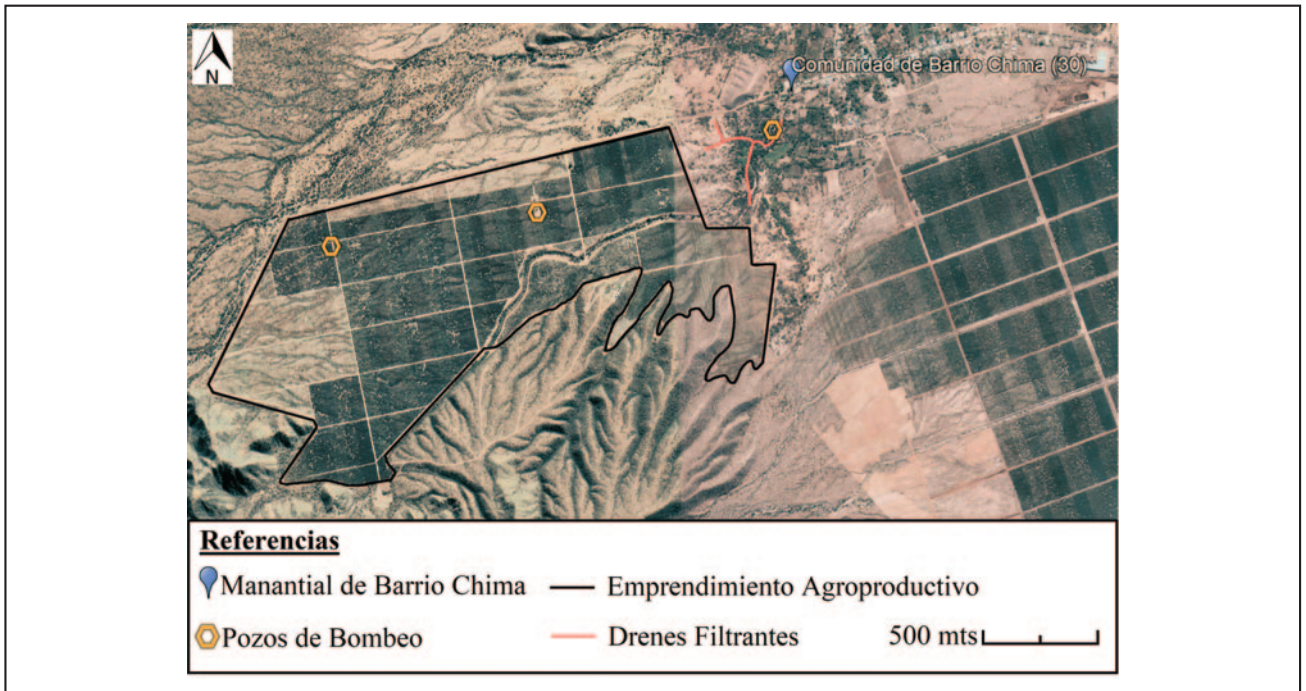 N
Comunidad de Barrio Chima (30)
Referencias
Manantial de Barrio Chima
Emprendimiento Agroproductivo
Pozos de Bombeo
Drenes Filtrantes
500 mts